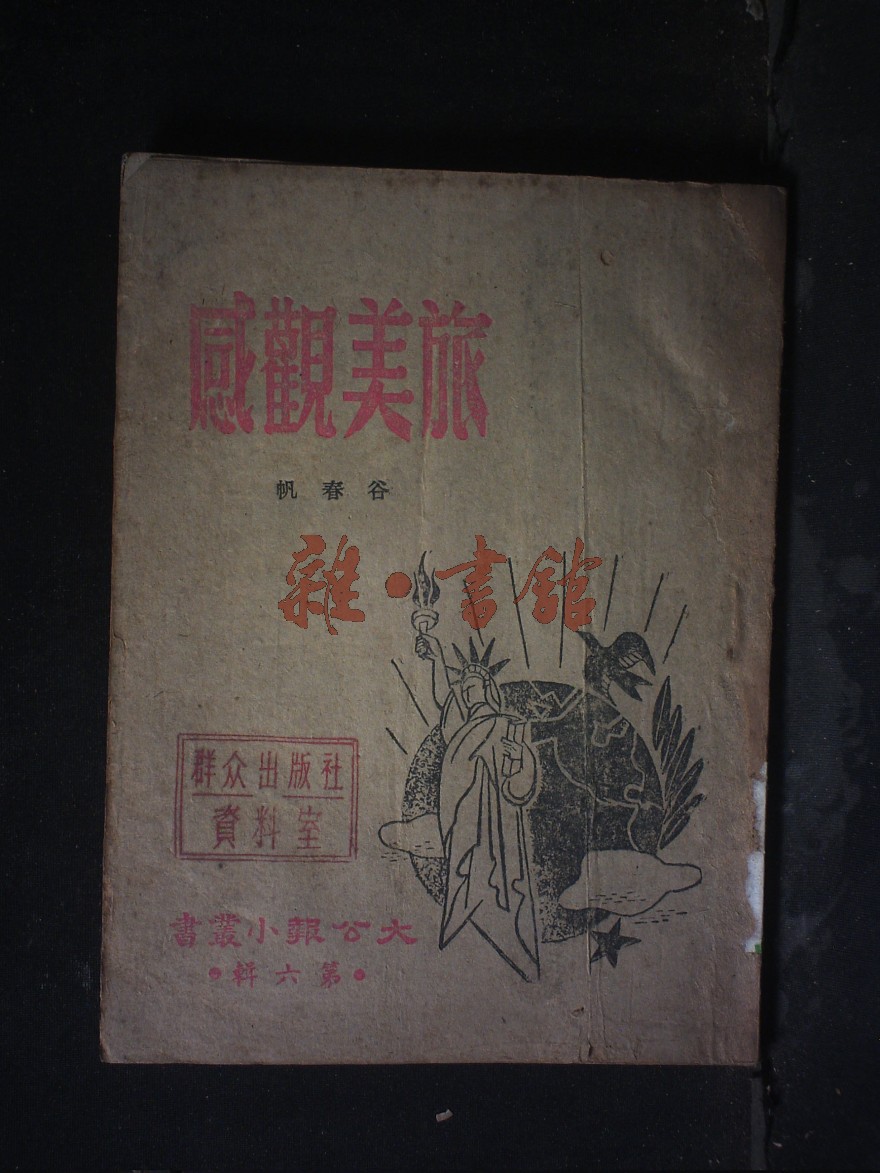 旅美觀感
谷春帆
雜·書館
群众出版社
資料室
大公報小叢書
·第六輯·